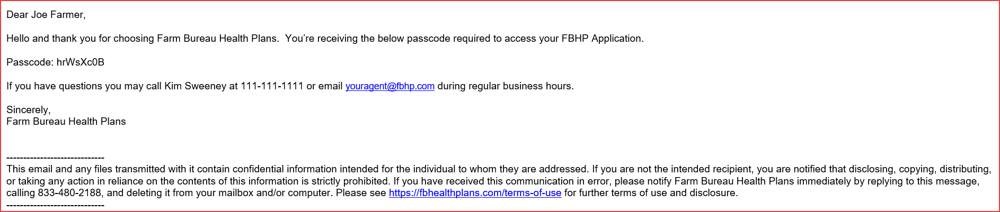 Dear Joe Farmer,
Hello and thank you for choosing Farm Bureau Health Plans.  You’re receiving the below passcode required to access your FBHP Application.
Passcode: hrWsXc0B
If you have questions you may call Kim Sweeney at 111-111-1111 or email youragent@fbhp.com during regular business hours.
Sincerely,
Farm Bureau Health Plans
-----------------------------
This email and any files transmitted with it contain confidential information intended for the individual to whom they are addressed. If you are not the intended recipient, you are notified that disclosing, copying, distributing,
or taking any action in reliance on the contents of this information is strictly prohibited. If you have received this communication in error, please notify Farm Bureau Health Plans immediately by replying to this message,
calling 833-480-2188, and deleting it from your mailbox and/or computer. Please see https://fbhealthplans.com/terms-of-use for further terms of use and disclosure.
-----------------------------